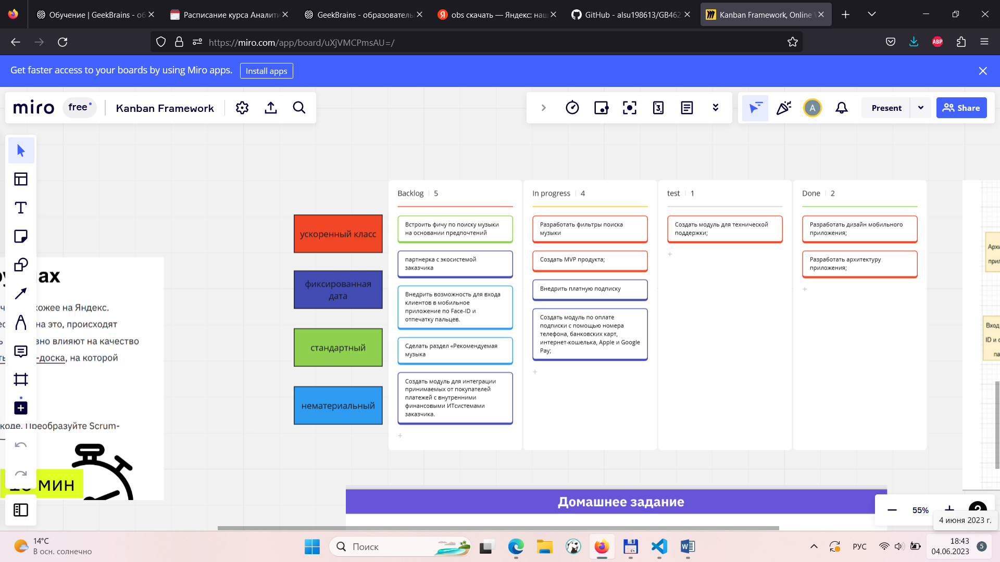 Обучение | GeekBrains - об
Расписание курса Аналити
GeekBrains - образователь
obs скачать — Яндекс: наш
GitHub - alsu198613/GB462
Kanban Framework, Online
https://miro.com/app/board/uXjVMCPmsAU=/
ABP
Get faster access to your boards by using Miro apps.
Install apps
miro
free
Kanban Framework
3
A
Present
Share
Backlog 5
In progress 4
test 1
Done 2
ускоренный класс
фиксированная
дата
стандартный
нематериальный
Встроить фичу по поиску музыки
на основании предпочтений
партнерка с экосистемой
заказчика
Внедрить возможность для входа
клиентов в мобильное
приложение по Face-ID и
отпечатку пальцев.
Сделать раздел «Рекомендуемая
музыка
Создать модуль для интеграции
принимаемых от покупателей
платежей с внутренними
финансовыми ИТсистемами
заказчика.
Разработать фильтры поиска
музыки
Создать MVP продукта;
Внедрить платную подписку
Создать модуль по оплате
подписки с помощью номера
телефона, банковских карт,
интернет-кошелька, Apple и Google
Pay;
Создать модуль для технической
поддержки;
Разработать дизайн мобильного
приложения;
Разработать архитектуру
приложения;
Архи
прил
Вход
ID и о
па
ах
хожее на Яндекс.
на это, происходят
вно влияют на качество
-доска, на которой
коде. Преобразуйте Scrum-
МИН
Домашнее задание
55%
4 июня 2023 г.
14°C
В осн. солнечно
Поиск
РУС
18:43
04.06.2023
5